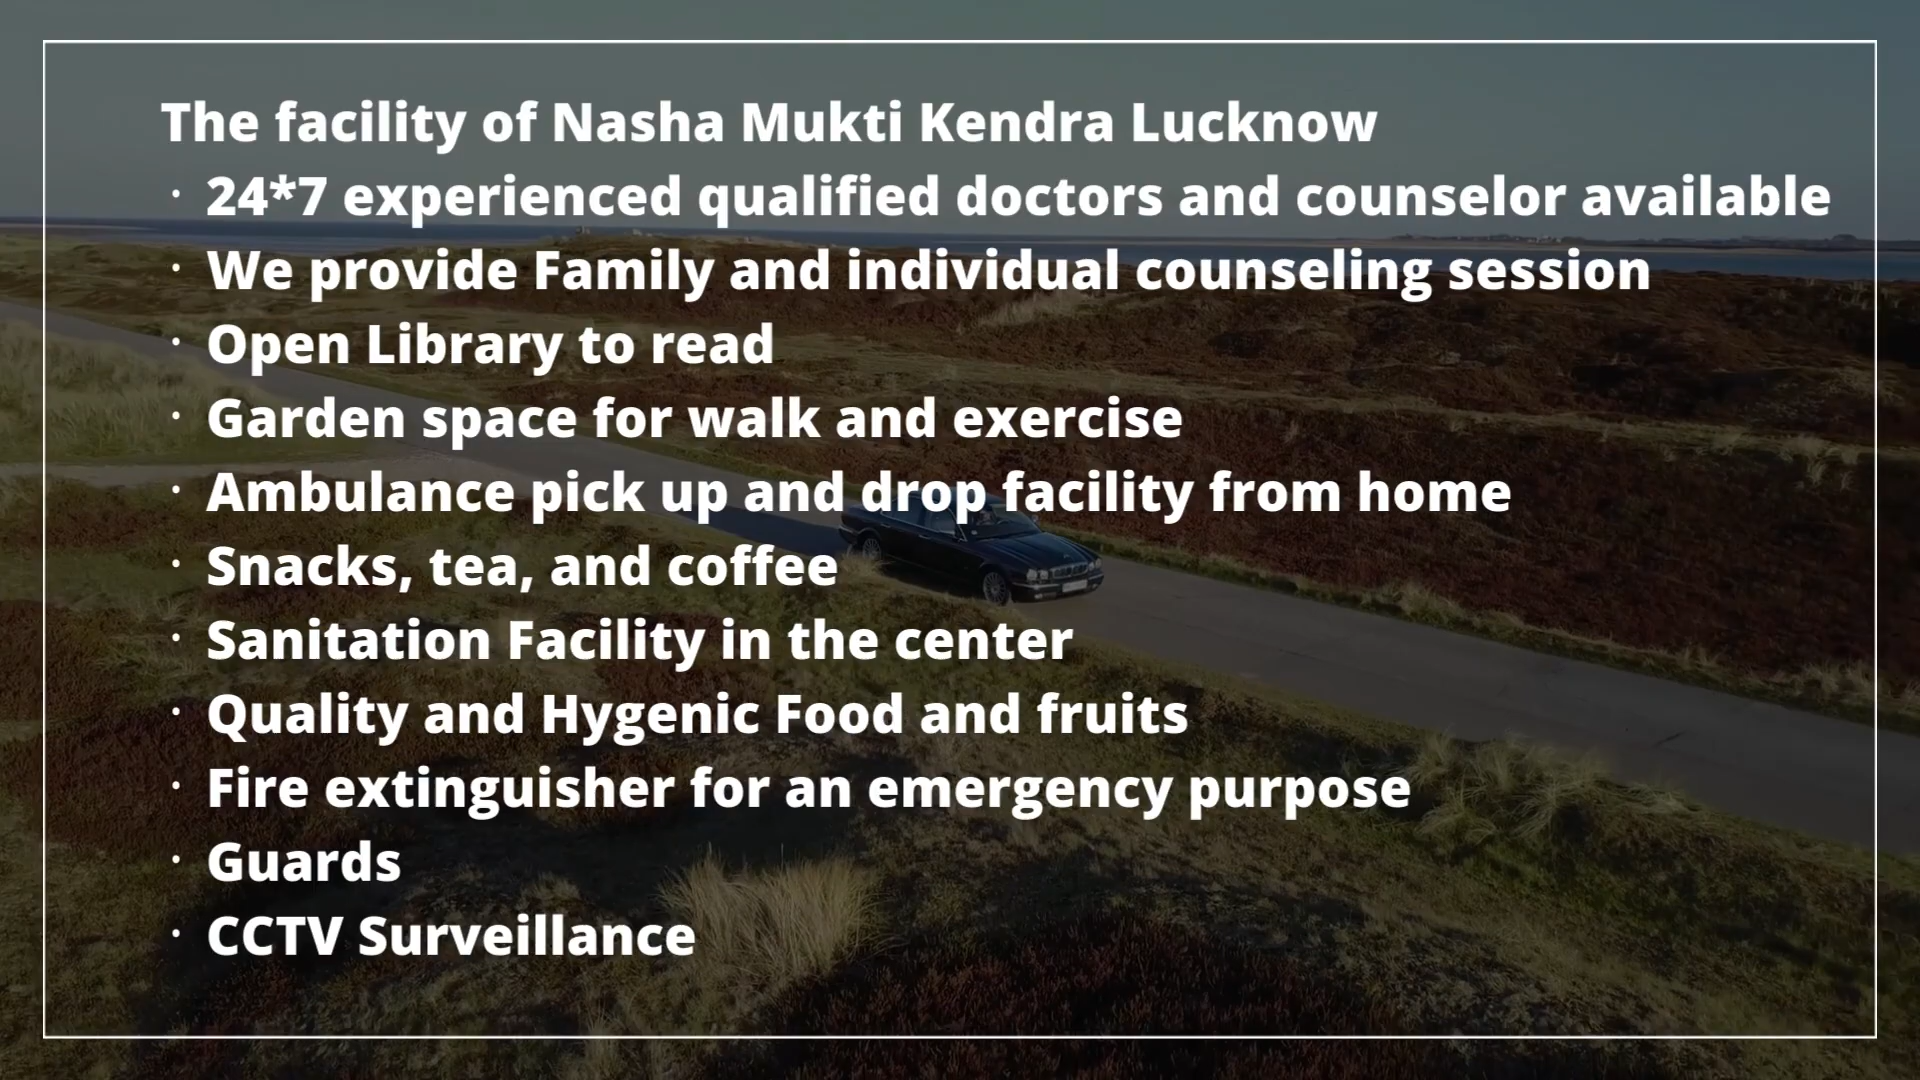 The facility of Nasha Mukti Kendra Lucknow
· 24*7 experienced qualified doctors and counselor available
· We provide Family and individual counseling session
· Open Library to read
· Garden space for walk and exercise
· Ambulance pick up and drop facility from home
· Snacks, tea, and coffee
· Sanitation Facility in the center
· Quality and Hygenic Food and fruits
· Fire extinguisher for an emergency purpose
· Guards
· CCTV Surveillance